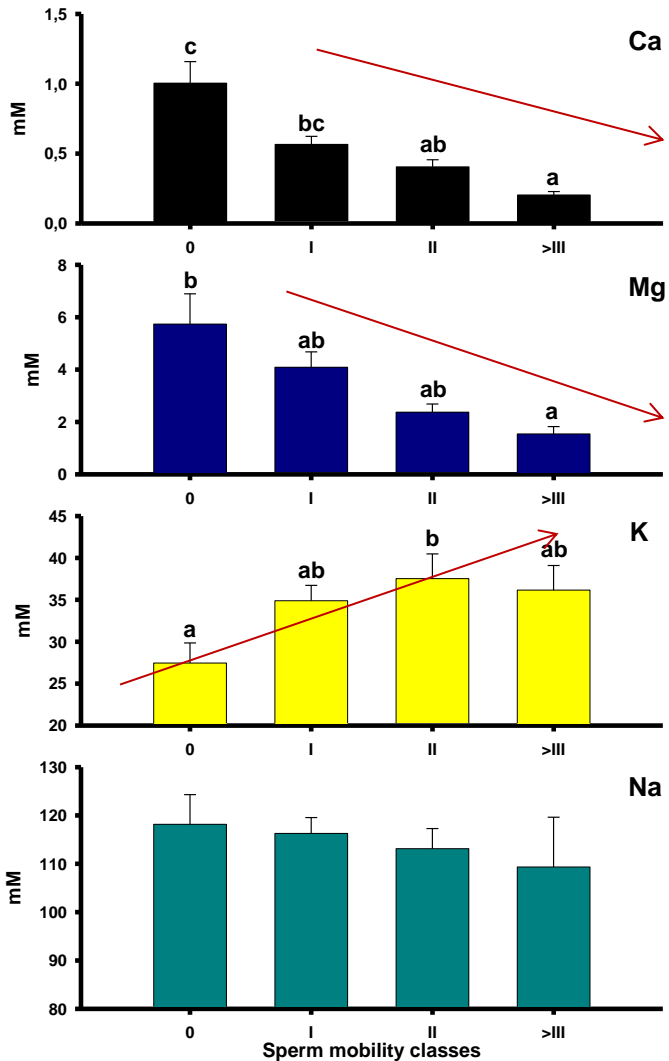 1,5
Ca
c
1,0
bc
mM
0,5
ab
a
0,0
0 I II >III
8
Mg
b
6
ab
mM
4
ab
a
2
0
0 I II >III
45
K
b
ab
40
ab
35
mM
30
a
25
20
0 I II >III
130
Na
120
110
mM
100
90
80
0 I II >III
Sperm mobility classes